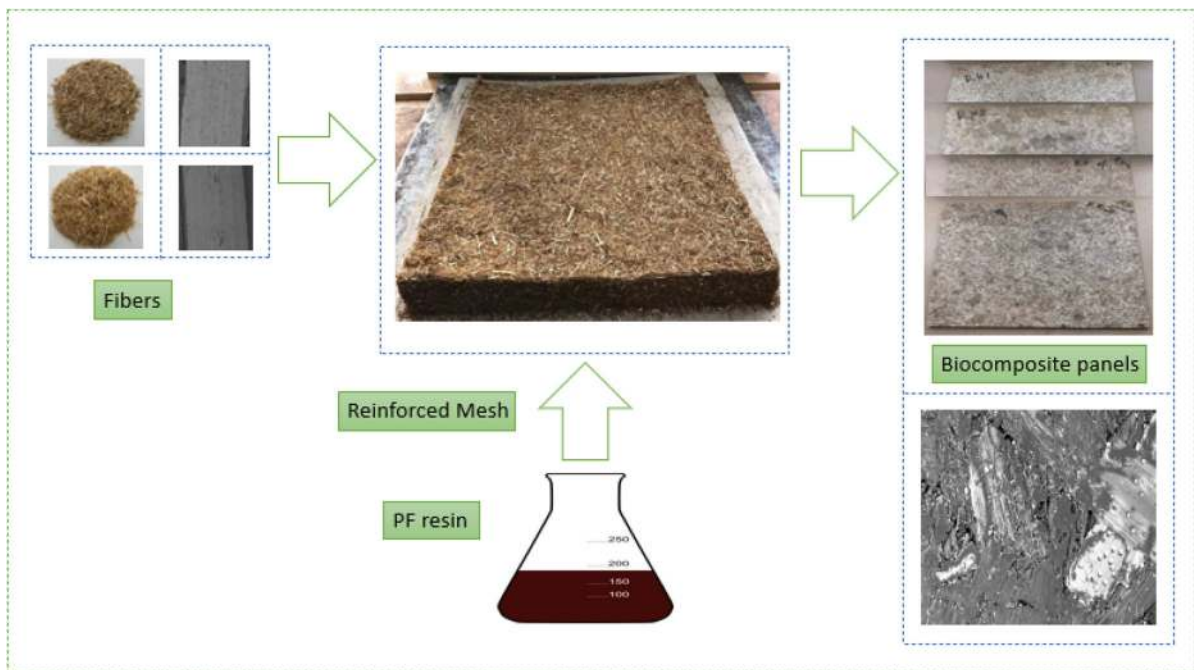 Fibers
Reinforced Mesh
PF resin
250
200
150
100
Biocomposite panels